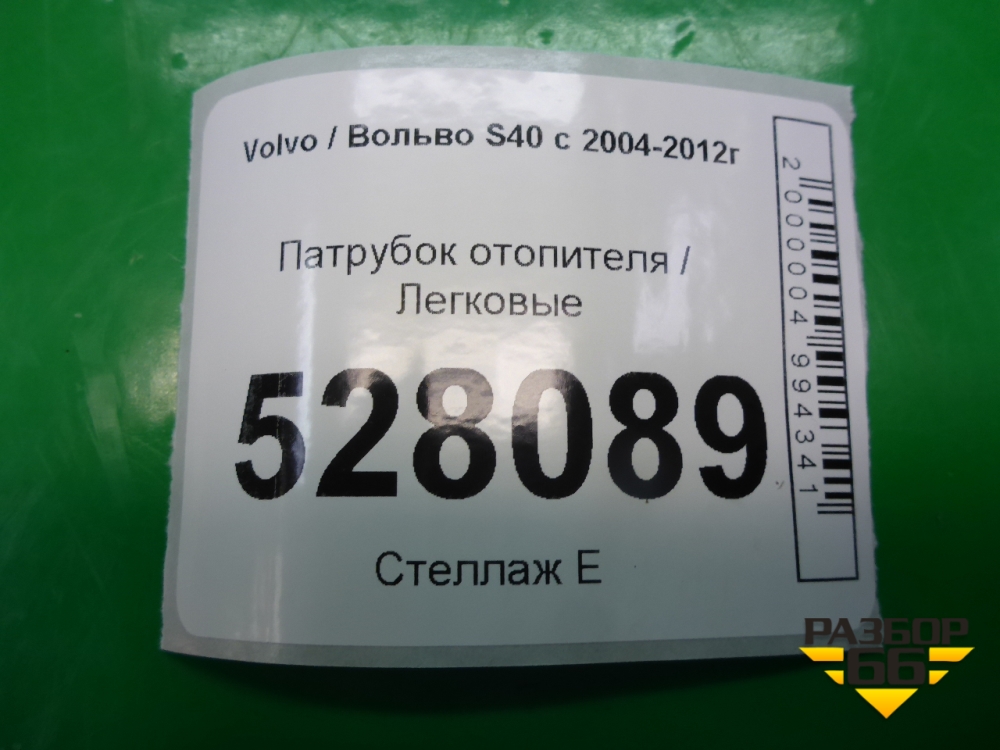 Volvo / Вольво S40 с 2004-2012г
Патрубок отопителя /
Легковые
528089
Стеллаж Е
2000004994341
РАЗБОР
66